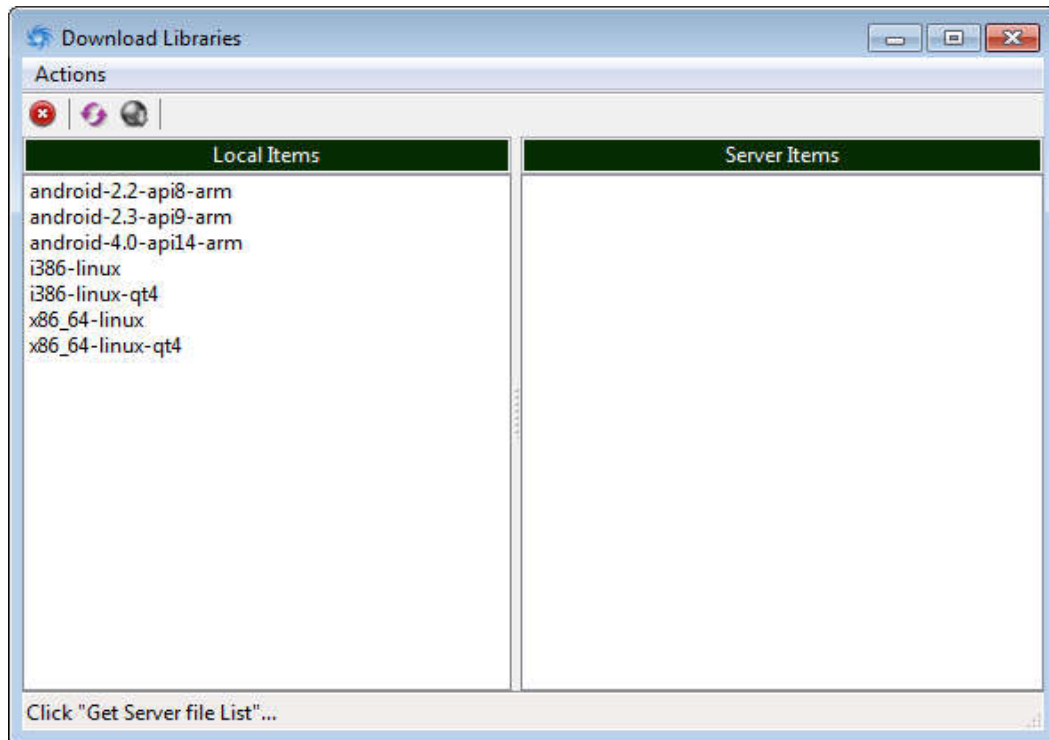 Download Libraries
Actions
Local Items
Server Items
android-2.2-api8-arm
android-2.3-api9-arm
android-4.0-api14-arm
i386-linux
i386-linux-qt4
x86_64-linux
x86_64-linux-qt4
Click "Get Server file List"...